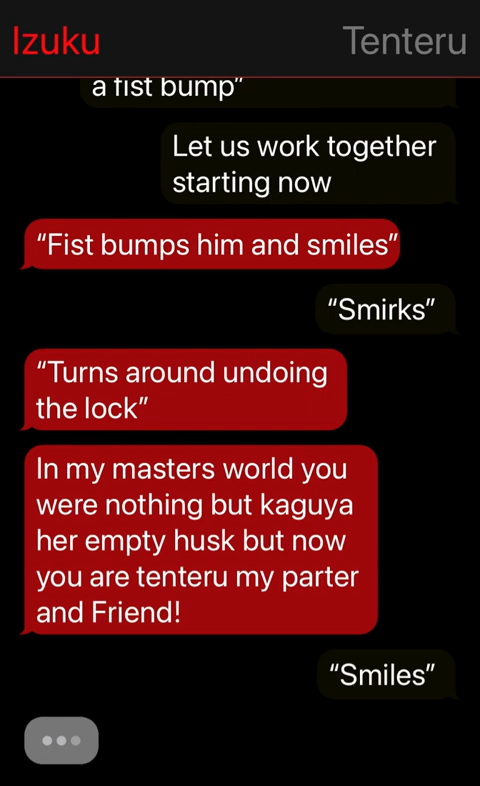 Izuku
Tenteru
a fist bump”
Let us work together
starting now
“Fist bumps him and smiles”
“Smirks”
“Turns around undoing
the lock”
In my masters world you
were nothing but kaguya
her empty husk but now
you are tenteru my parter
and Friend!
“Smiles”